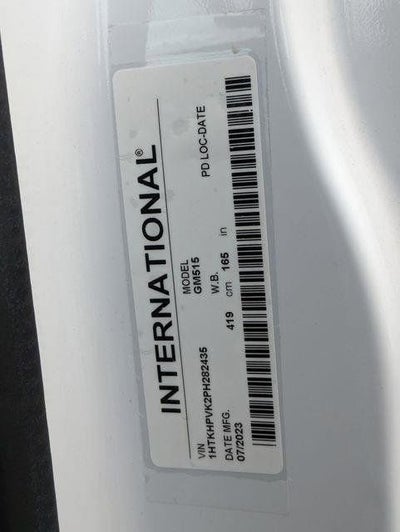 INTERNATIONAL®
VIN MODEL PD LOC-DATE
1HTKHPVK2PH282435 GM515
DATE MFG. W.B.
07/2023 419 cm 165 in